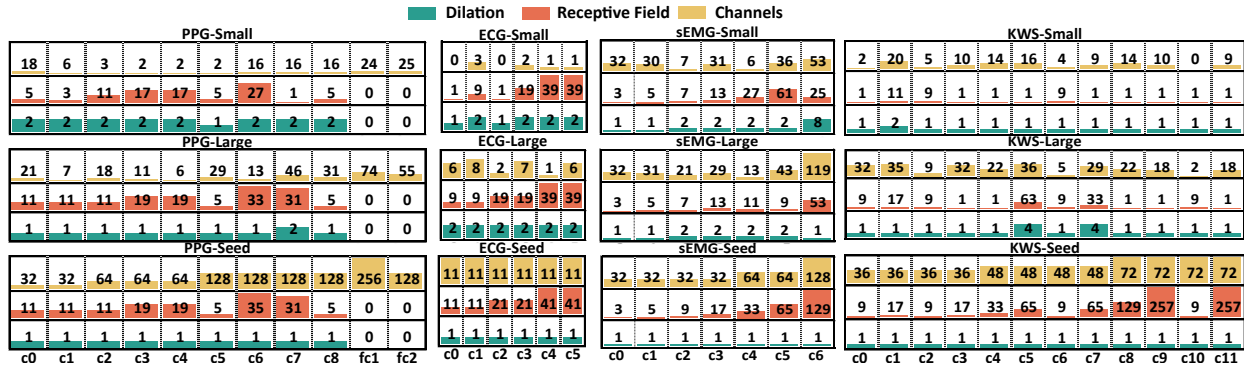 Dilation Receptive Field Channels
PPG-Small ECG-Small sEMG-Small KWS-Small
18 6 3 2 2 2 16 16 16 24 25 0 3 0 2 1 1 32 30 7 31 6 36 53 2 20 5 10 14 16 4 9 14 10 0 9
5 3 11 17 17 5 27 1 5 0 0 1 9 1 19 39 39 3 5 7 13 27 61 25 1 11 9 1 1 1 9 1 1 1 1 1
2 2 2 2 2 1 2 2 2 0 0 1 2 1 2 2 2 1 1 2 2 2 2 8 1 2 1 1 1 1 1 1 1 1 1 1
PPG-Large ECG-Large sEMG-Large KWS-Large
21 7 18 11 6 29 13 46 31 74 55 6 8 2 7 1 6 32 31 21 29 13 43 119 32 35 9 32 22 36 5 29 22 18 2 18
11 11 11 19 19 5 33 31 5 0 0 9 9 19 19 39 39 3 5 7 13 11 9 53 9 17 9 1 1 63 9 33 1 1 9 1
1 1 1 1 1 1 1 2 1 0 0 2 2 2 2 2 2 1 1 2 2 2 2 1 1 1 1 1 1 4 1 4 1 1 1 1
PPG-Seed ECG-Seed sEMG-Seed KWS-Seed
32 32 64 64 64 128 128 128 128 256 128 11 11 11 11 11 11 32 32 32 32 64 64 128 36 36 36 36 48 48 48 48 72 72 72 72
11 11 11 19 19 5 35 31 5 0 0 11 11 21 21 41 41 3 5 9 17 33 65 129 9 17 9 17 33 65 9 65 129 257 9 257
1 1 1 1 1 1 1 1 1 0 0 1 1 1 1 1 1 1 1 1 1 1 1 1 1 1 1 1 1 1 1 1 1 1 1 1
c0 c1 c2 c3 c4 c5 c6 c7 c8 fc1 fc2 c0 c1 c2 c3 c4 c5 c0 c1 c2 c3 c4 c5 c6 c0 c1 c2 c3 c4 c5 c6 c7 c8 c9 c10 c11